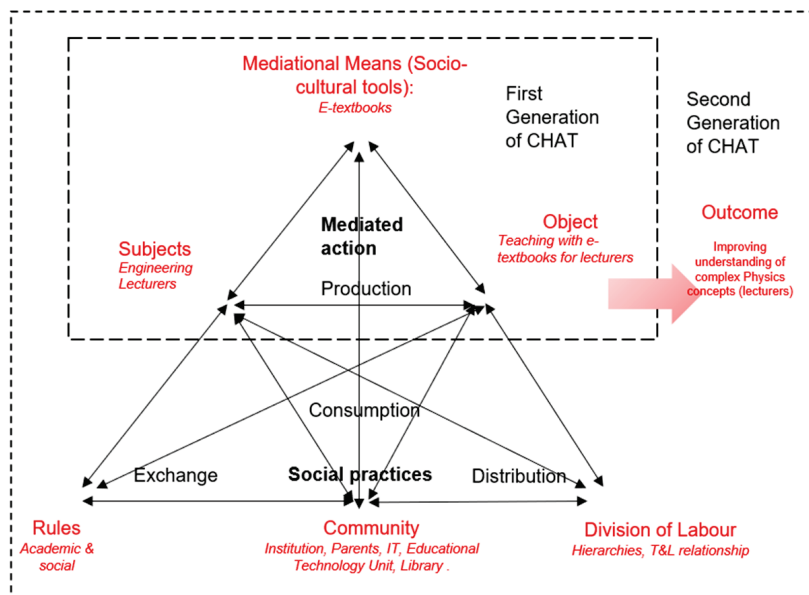 Mediational Means (Socio-
cultural tools):
E-textbooks
First
Generation
of CHAT
Second
Generation
of CHAT
Mediated
action
Subjects
Engineering
Lecturers
Object
Teaching with e-
textbooks for lecturers
Outcome
Improving
understanding of
complex Physics
concepts (lecturers)
Production
Consumption
Exchange
Social practices
Distribution
Rules
Academic &
social
Community
Institution, Parents, IT, Educational
Technology Unit, Library .
Division of Labour
Hierarchies, T&L relationship